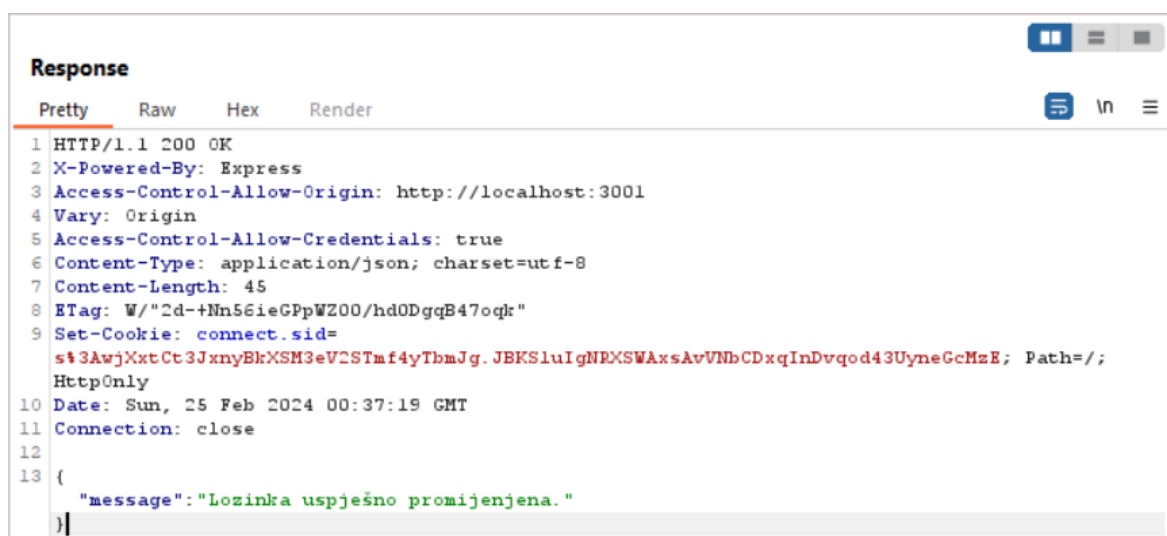 Response
Pretty Raw Hex Render \n
1 HTTP/1.1 200 OK
2 X-Powered-By: Express
3 Access-Control-Allow-Origin: http://localhost:3001
4 Vary: Origin
5 Access-Control-Allow-Credentials: true
6 Content-Type: application/json; charset=utf-8
7 Content-Length: 45
8 ETag: W/"2d-+Nn56ieGPpWZ00/hd0DgqB47oqk"
9 Set-Cookie: connect.sid=
s%3AwjXxtCt3JxnyBkXSM3eV2STmf4yTbmJg.JBKSluIgNRXSWAxsAvVNbCDxqInDvqod43UyneGcMzE; Path=/;
HttpOnly
10 Date: Sun, 25 Feb 2024 00:37:19 GMT
11 Connection: close
12
13 {
"message":"Lozinka uspješno promijenjena."
}